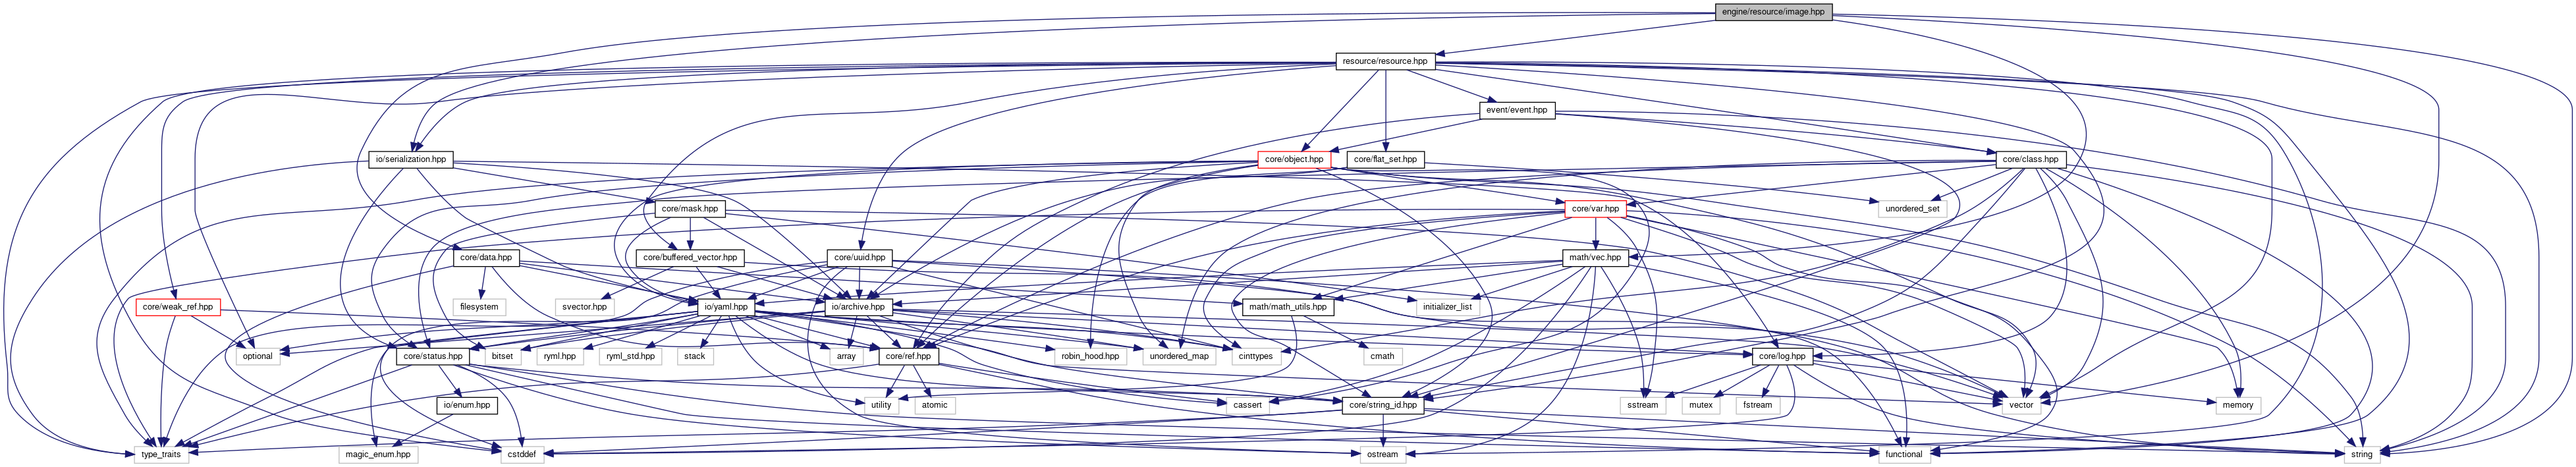 engine/resource/image.hpp
resource/resource.hpp
event/event.hpp
io/serialization.hpp
core/object.hpp
core/flat_set.hpp
core/class.hpp
core/mask.hpp
core/var.hpp
unordered_set
core/data.hpp
core/buffered_vector.hpp
core/uuid.hpp
math/vec.hpp
core/weak_ref.hpp
filesystem
svector.hpp
io/yaml.hpp
io/archive.hpp
math/math_utils.hpp
initializer_list
optional
core/status.hpp
bitset
ryml.hpp
ryml_std.hpp
stack
array
core/ref.hpp
robin_hood.hpp
unordered_map
cinttypes
cmath
core/log.hpp
io/enum.hpp
utility
atomic
cassert
core/string_id.hpp
sstream
mutex
fstream
vector
memory
type_traits
magic_enum.hpp
cstddef
ostream
functional
string